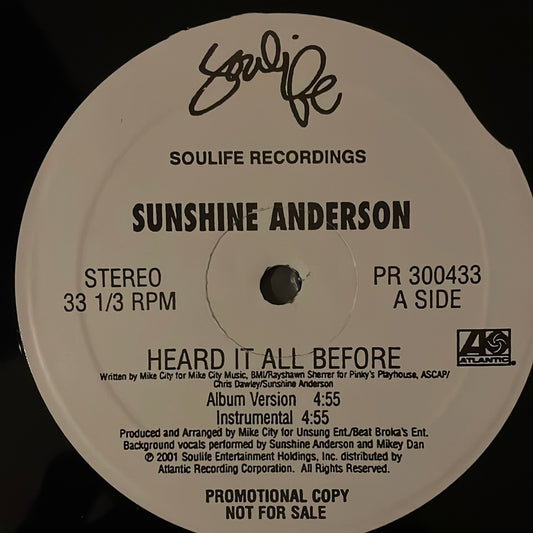 Soulife
SOULIFE RECORDINGS
SUNSHINE ANDERSON
STEREO
33 1/3 RPM
PR 300433
A SIDE
HEARD IT ALL BEFORE
ATLANTIC
Written by Mike City for Mike City Music, BMI/Rayshawn Sherrer for Pinky's Playhouse, ASCAP/
Chris Dawley/Sunshine Anderson
Album Version 4:55
Instrumental 4:55
Produced and Arranged by Mike City for Unsung Ent./Beat Broka's Ent.
Background vocals performed by Sunshine Anderson and Mikey Dan
℗ 2001 Soulife Entertainment Holdings, Inc. distributed by
Atlantic Recording Corporation. All Rights Reserved.
PROMOTIONAL COPY
NOT FOR SALE